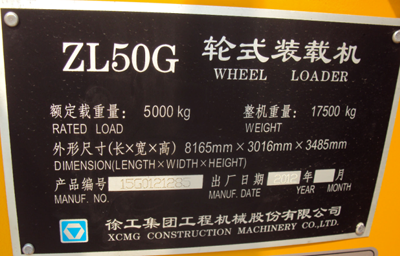 ZL50G 轮式装载机
WHEEL LOADER
额定载重量: 5000 kg 整机重量: 17500 kg
RATED LOAD WEIGHT
外形尺寸(长×宽×高) 8165mm×3016mm×3485mm
DIMENSION(LENGTH×WIDTH×HEIGHT)
产品编号 出厂日期 2012 年 月
MANUF. NO. MANUF. DATE YEAR MONTH
徐工集团工程机械股份有限公司
XCMG CONSTRUCTION MACHINERY CO.,LTD.